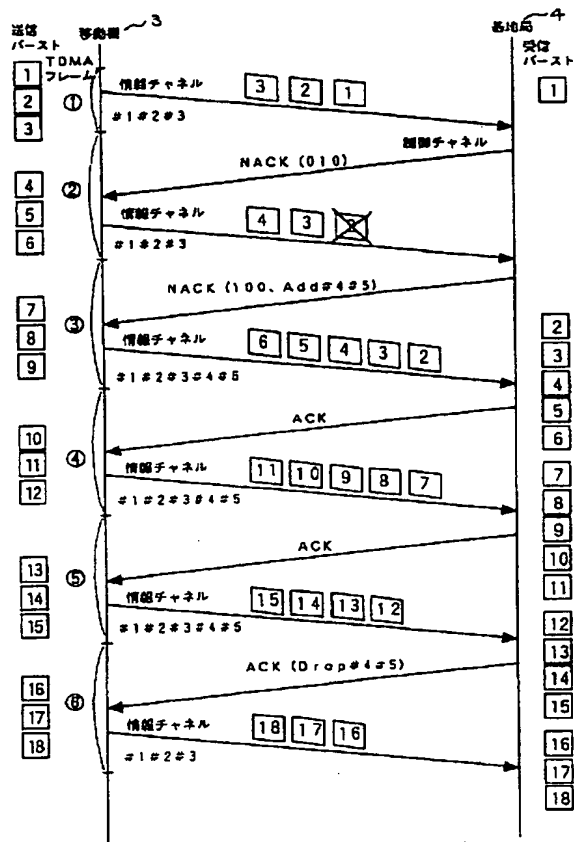 送信
バースト
TDMA
フレーム
移動機
3
基地局
4
受信
バースト
1
2
3
①
情報チャネル
3 2 1
#1#2#3
1
制御チャネル
NACK (010)
4
5
6
②
情報チャネル
4 3
#1#2#3
NACK (100、Add#4#5)
7
8
9
③
情報チャネル
6 5 4 3 2
#1#2#3#4#5
2
3
4
5
6
ACK
10
11
12
④
情報チャネル
11 10 9 8 7
#1#2#3#4#5
7
8
9
10
11
ACK
13
14
15
⑤
情報チャネル
15 14 13 12
#1#2#3#4#5
12
13
14
15
ACK (Drop#4#5)
16
17
18
⑥
情報チャネル
18 17 16
#1#2#3
16
17
18